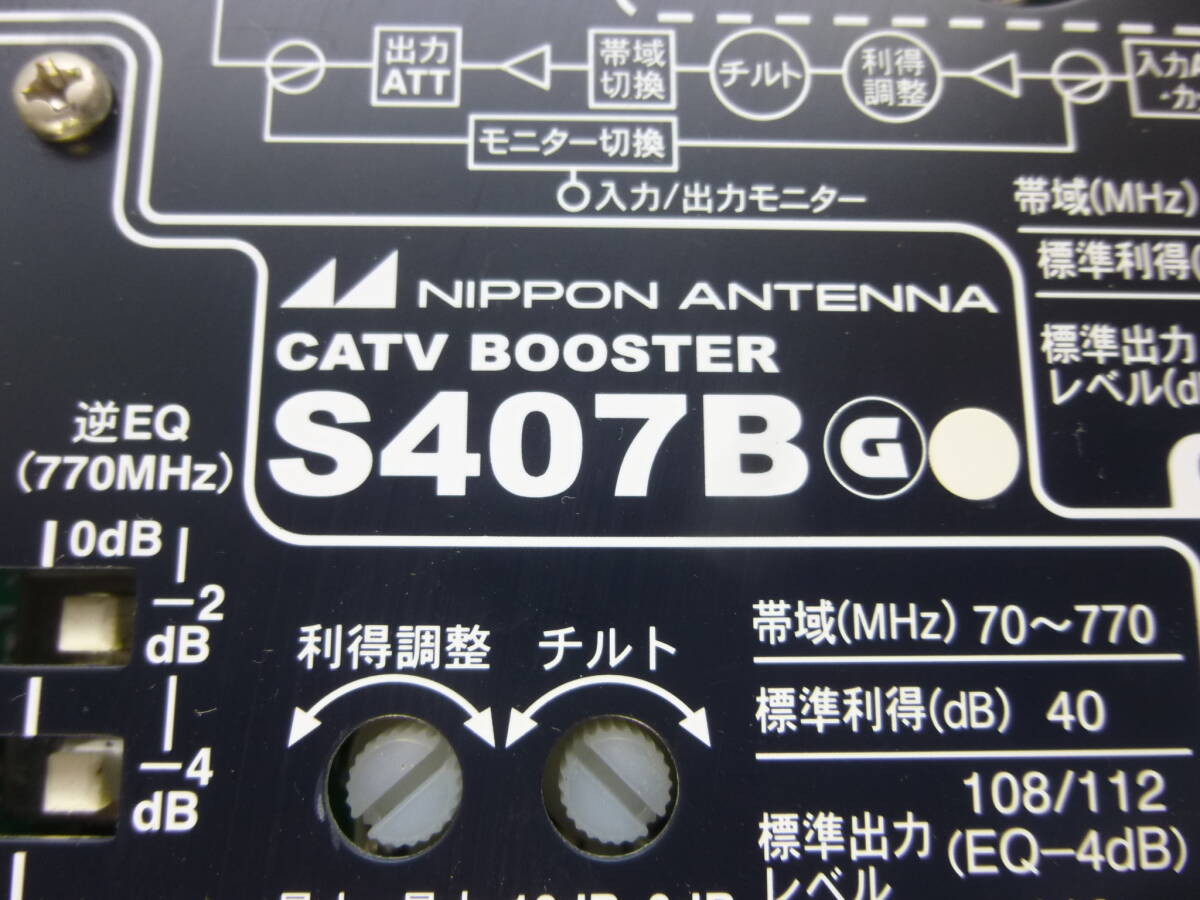 出力
ATT
帯域
切換
チルト
利得
調整
入力
モニター切換
入力/出力モニター
帯域(MHz)
標準利得(
標準出力
レベル(d
NIPPON ANTENNA
CATV BOOSTER
S407B G
逆EQ
(770MHz)
0dB
-2
dB
-4
dB
利得調整 チルト
帯域(MHz) 70～770
標準利得(dB) 40
標準出力
レベル
108/112
(EQ-4dB)